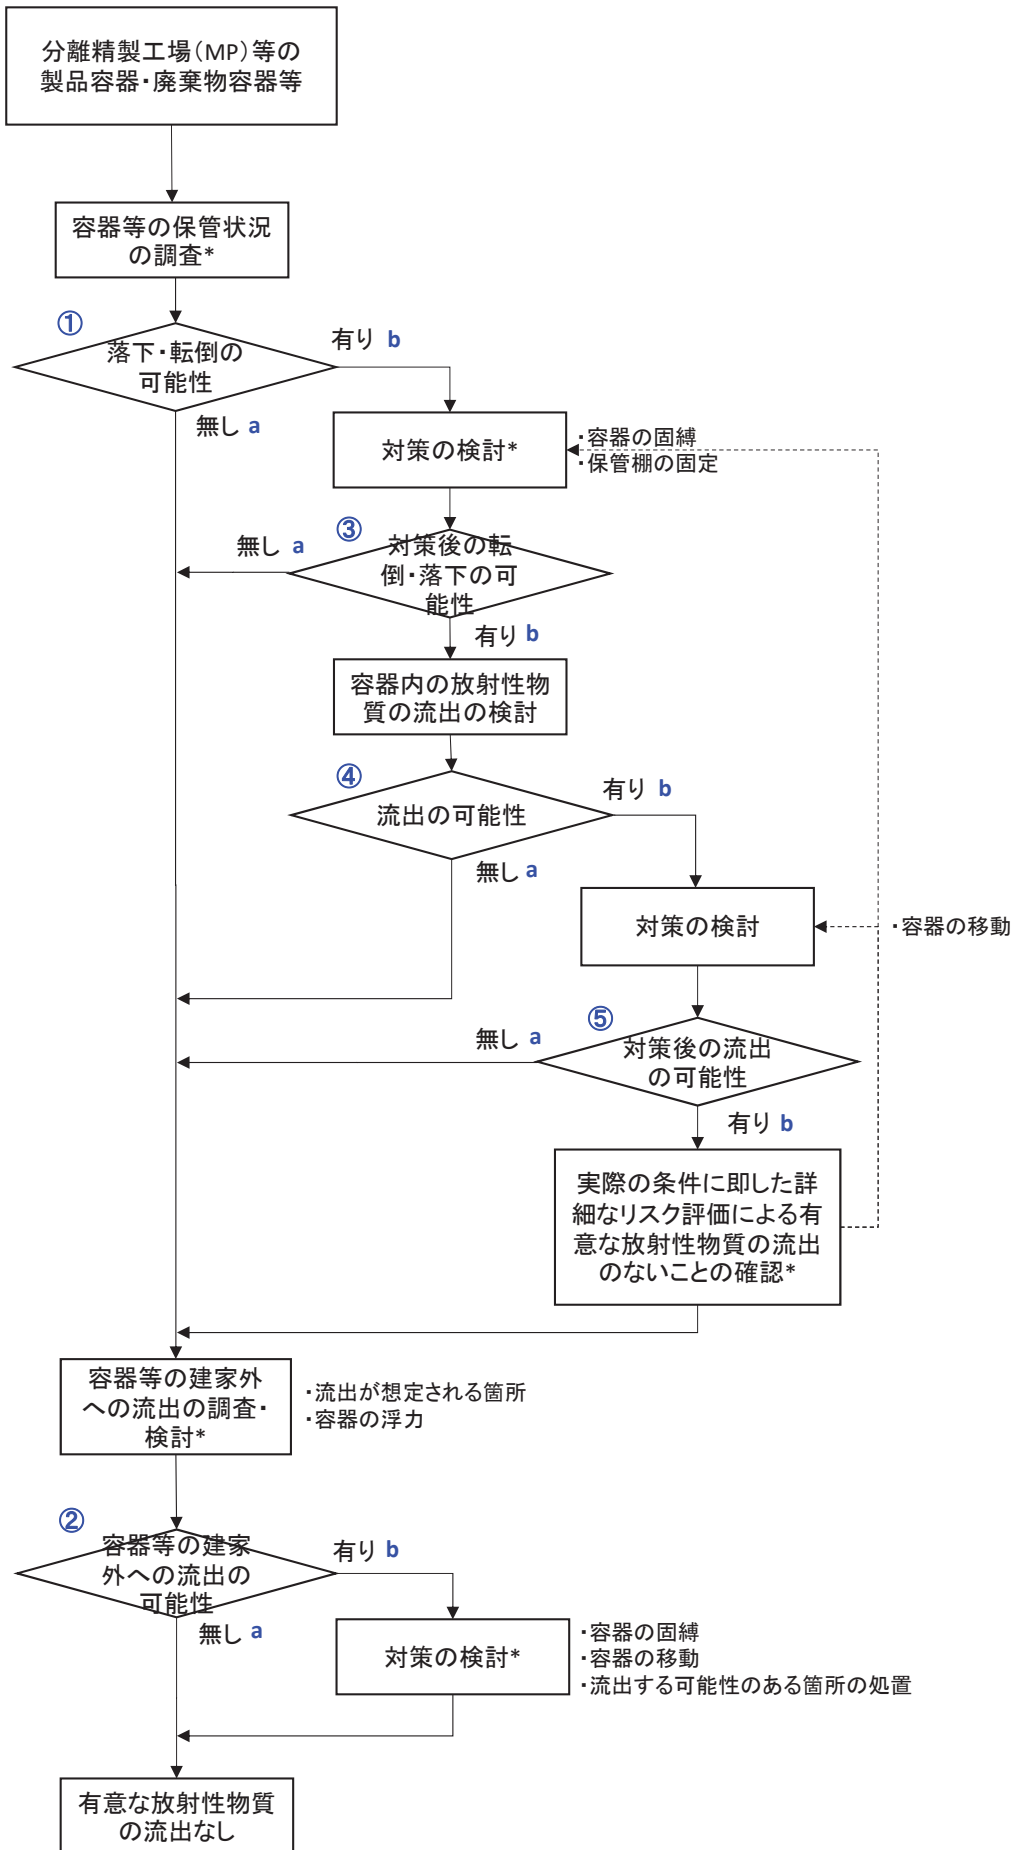 分離精製工場(MP)等の
製品容器・廃棄物容器等
容器等の保管状況
の調査*
①
落下・転倒の
可能性
有り b
無し a
対策の検討*
・容器の固縛
・保管棚の固定
③
対策後の転
倒・落下の可
能性
無し a
有り b
容器内の放射性物
質の流出の検討
④
流出の可能性
有り b
無し a
対策の検討
・容器の移動
⑤
対策後の流出
の可能性
無し a
有り b
実際の条件に即した詳
細なリスク評価による有
意な放射性物質の流出
のないことの確認*
容器等の建家外
への流出の調査・
検討*
・流出が想定される箇所
・容器の浮力
②
容器等の建家
外への流出の
可能性
有り b
無し a
対策の検討*
・容器の固縛
・容器の移動
・流出する可能性のある箇所の処置
有意な放射性物質
の流出なし